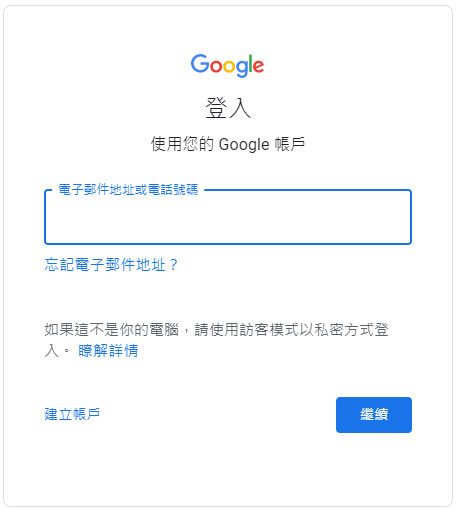 Google
登入
使用您的 Google 帳戶
電子郵件地址或電話號碼
忘記電子郵件地址？
如果這不是你的電腦，請使用訪客模式以私密方式登
入。 瞭解詳情
建立帳戶
繼續